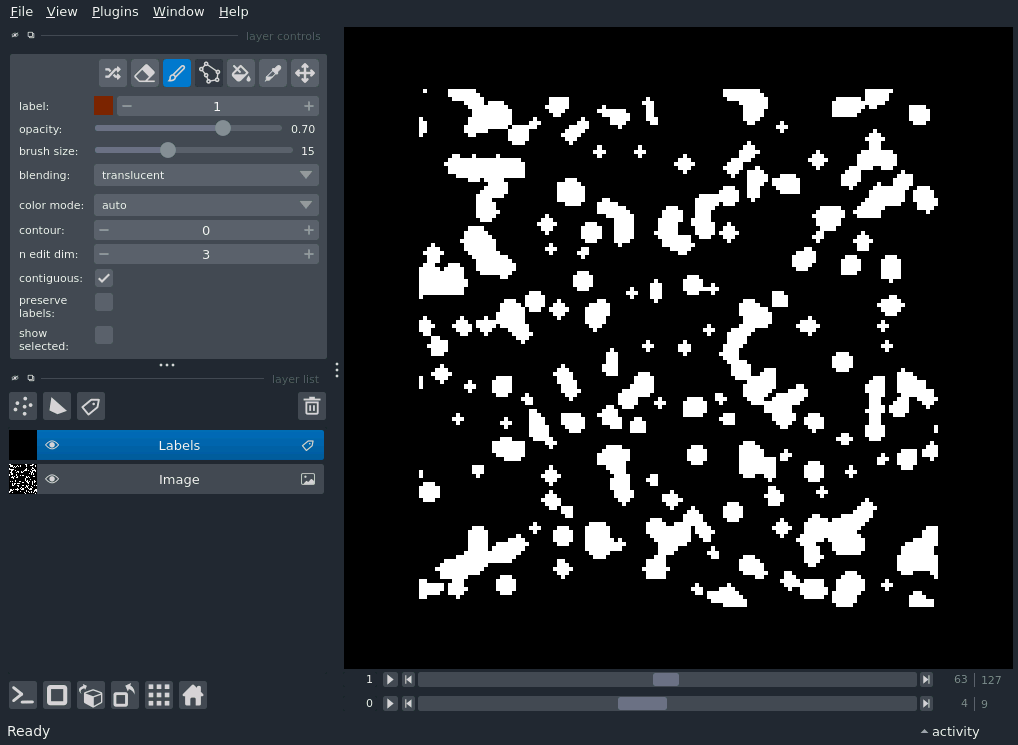 File View Plugins Window Help
layer controls
label: 1
opacity: 0.70
brush size: 15
blending: translucent
color mode: auto
contour: 0
n edit dim: 3
contiguous:
preserve
labels:
show
selected:
layer list
Labels
Image
1 63 127
0 4 9
Ready activity